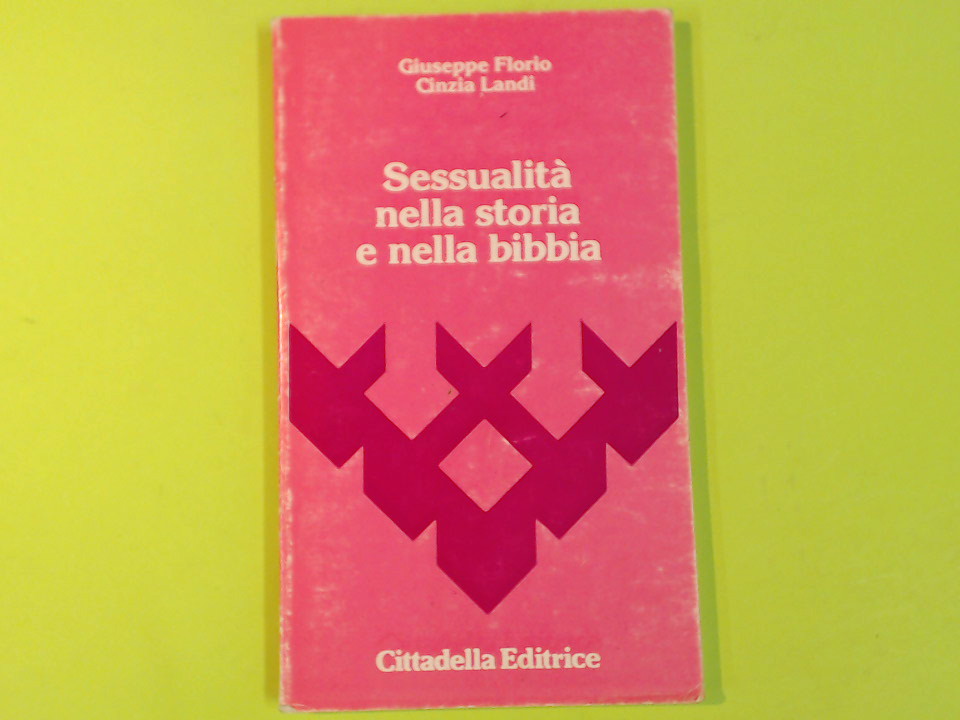 Giuseppe Florio
Cinzia Landi
Sessualità
nella storia
e nella bibbia
Cittadella Editrice